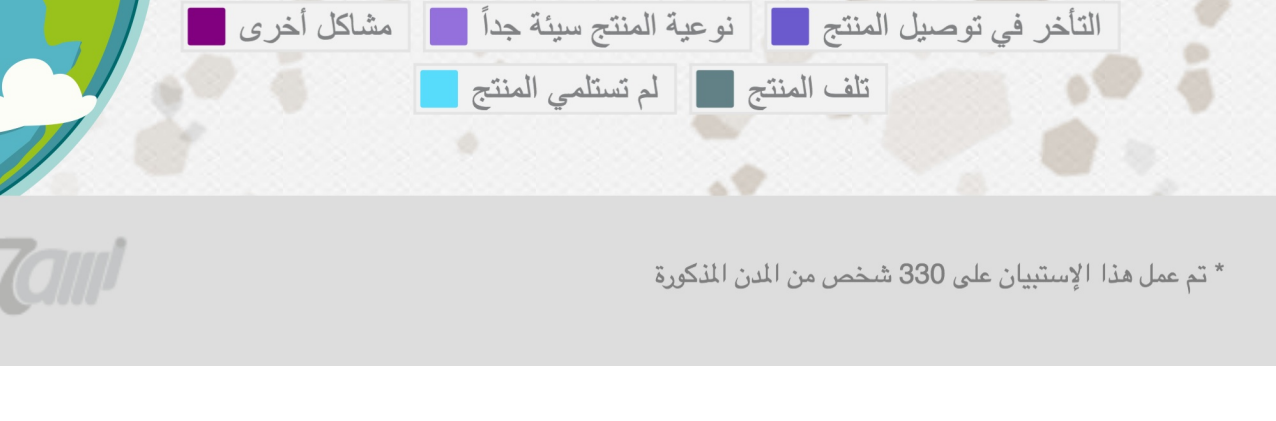 التأخر في توصيل المنتج نوعية المنتج سيئة جداً مشاكل أخرى
تلف المنتج لم تستلمي المنتج
* تم عمل هذا الإستبيان على 330 شخص من المدن المذكورة